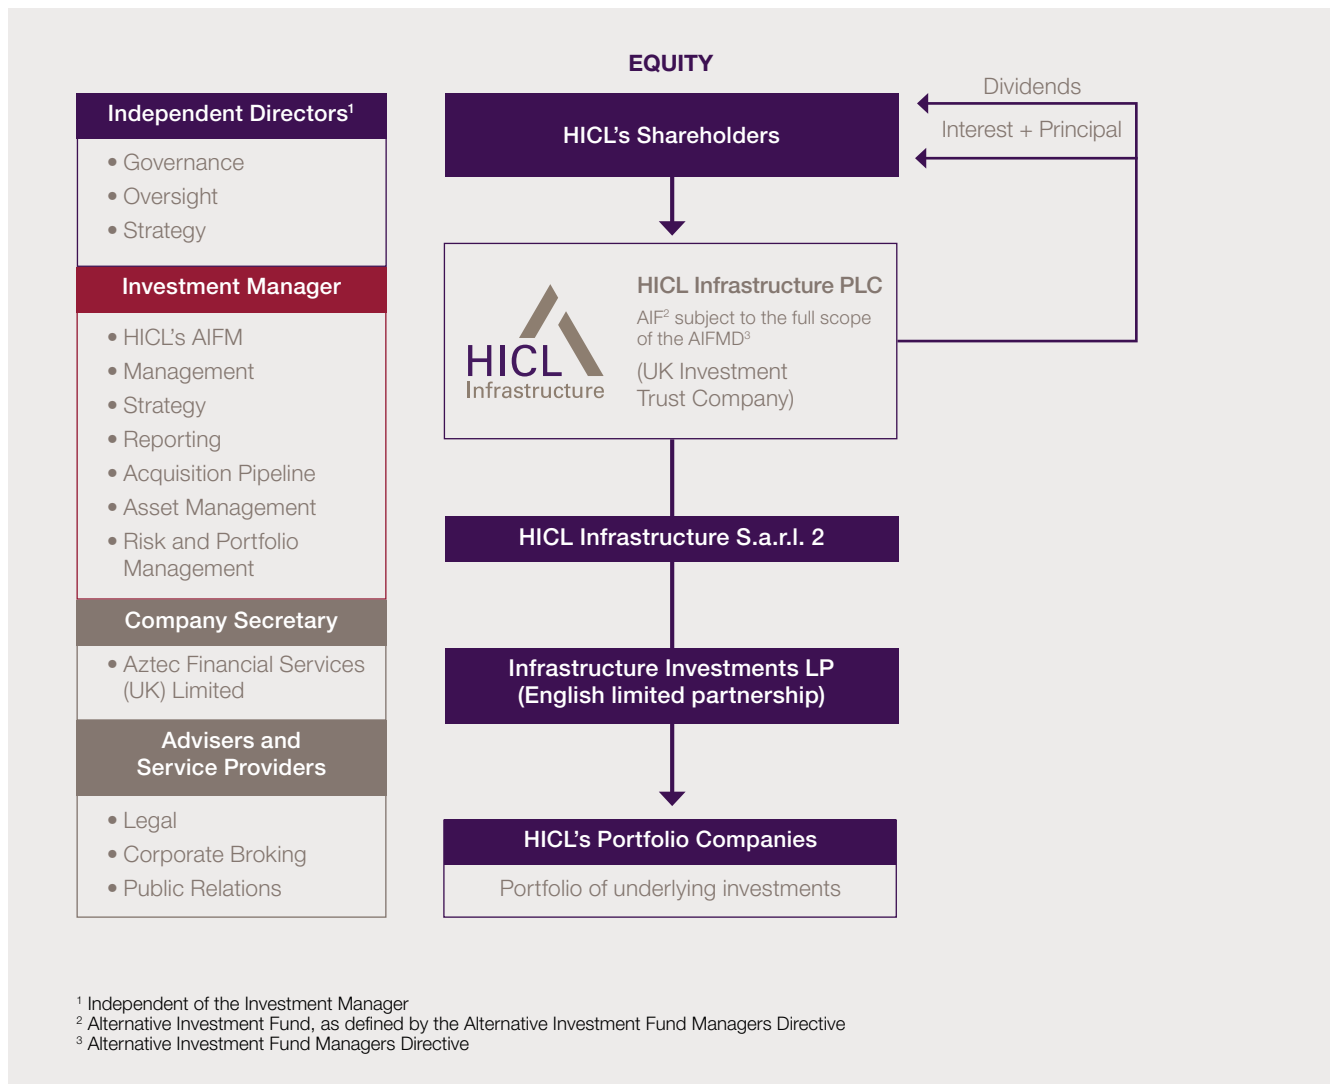 EQUITY
Independent Directors¹
• Governance
• Oversight
• Strategy
Investment Manager
• HICL’s AIFM
• Management
• Strategy
• Reporting
• Acquisition Pipeline
• Asset Management
• Risk and Portfolio
Management
Company Secretary
• Aztec Financial Services
(UK) Limited
Advisers and
Service Providers
• Legal
• Corporate Broking
• Public Relations
HICL’s Shareholders
Dividends
Interest + Principal
HICL
Infrastructure
HICL Infrastructure PLC
AIF² subject to the full scope
of the AIFMD³
(UK Investment
Trust Company)
HICL Infrastructure S.a.r.l. 2
Infrastructure Investments LP
(English limited partnership)
HICL’s Portfolio Companies
Portfolio of underlying investments
¹ Independent of the Investment Manager
² Alternative Investment Fund, as defined by the Alternative Investment Fund Managers Directive
³ Alternative Investment Fund Managers Directive